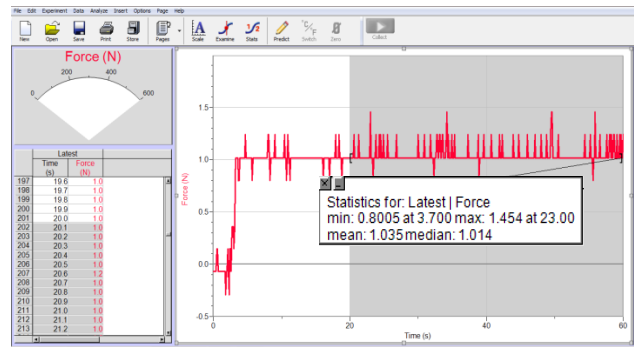 File Edit Experiment Data Analyze Insert Options Page Help
New Open Save Print Store Pages Scale Examine Stats Predict Switch Zero Collect
Force (N)
0 200 400 600
Latest
Time Force
(s) (N)
197 19.6 1.0
198 19.7 1.0
199 19.8 1.0
200 19.9 1.0
201 20.0 1.0
202 20.1 1.0
203 20.2 1.0
204 20.3 1.0
205 20.4 1.0
206 20.5 1.0
207 20.6 1.2
208 20.7 1.0
209 20.8 1.0
210 20.9 1.0
211 21.0 1.0
212 21.1 1.0
213 21.2 1.0
Force (N)
1.5
1.0
0.5
0.0
-0.5
Statistics for: Latest | Force
min: 0.8005 at 3.700 max: 1.454 at 23.00
mean: 1.035 median: 1.014
0 20 40 60
Time (s)